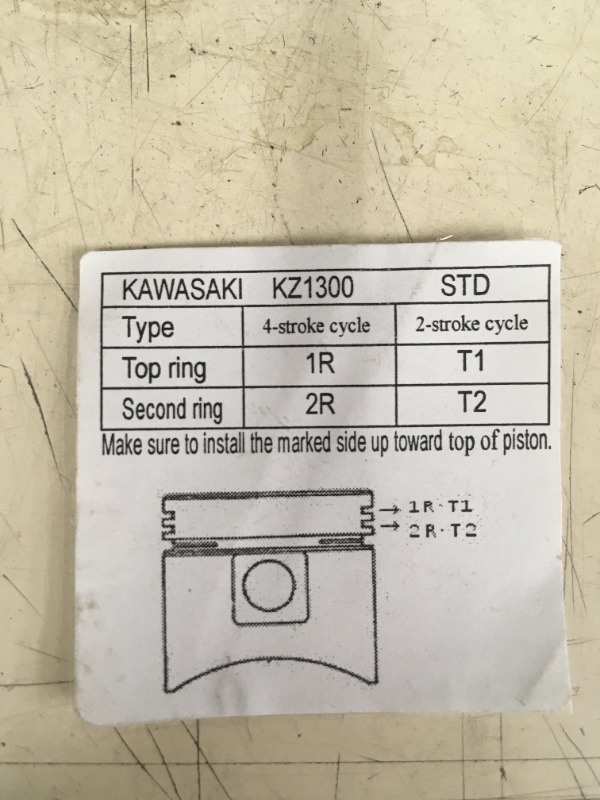 KAWASAKI KZ1300 STD
Type 4-stroke cycle 2-stroke cycle
Top ring 1R T1
Second ring 2R T2
Make sure to install the marked side up toward top of piston.
→ 1R·T1
→ 2R·T2